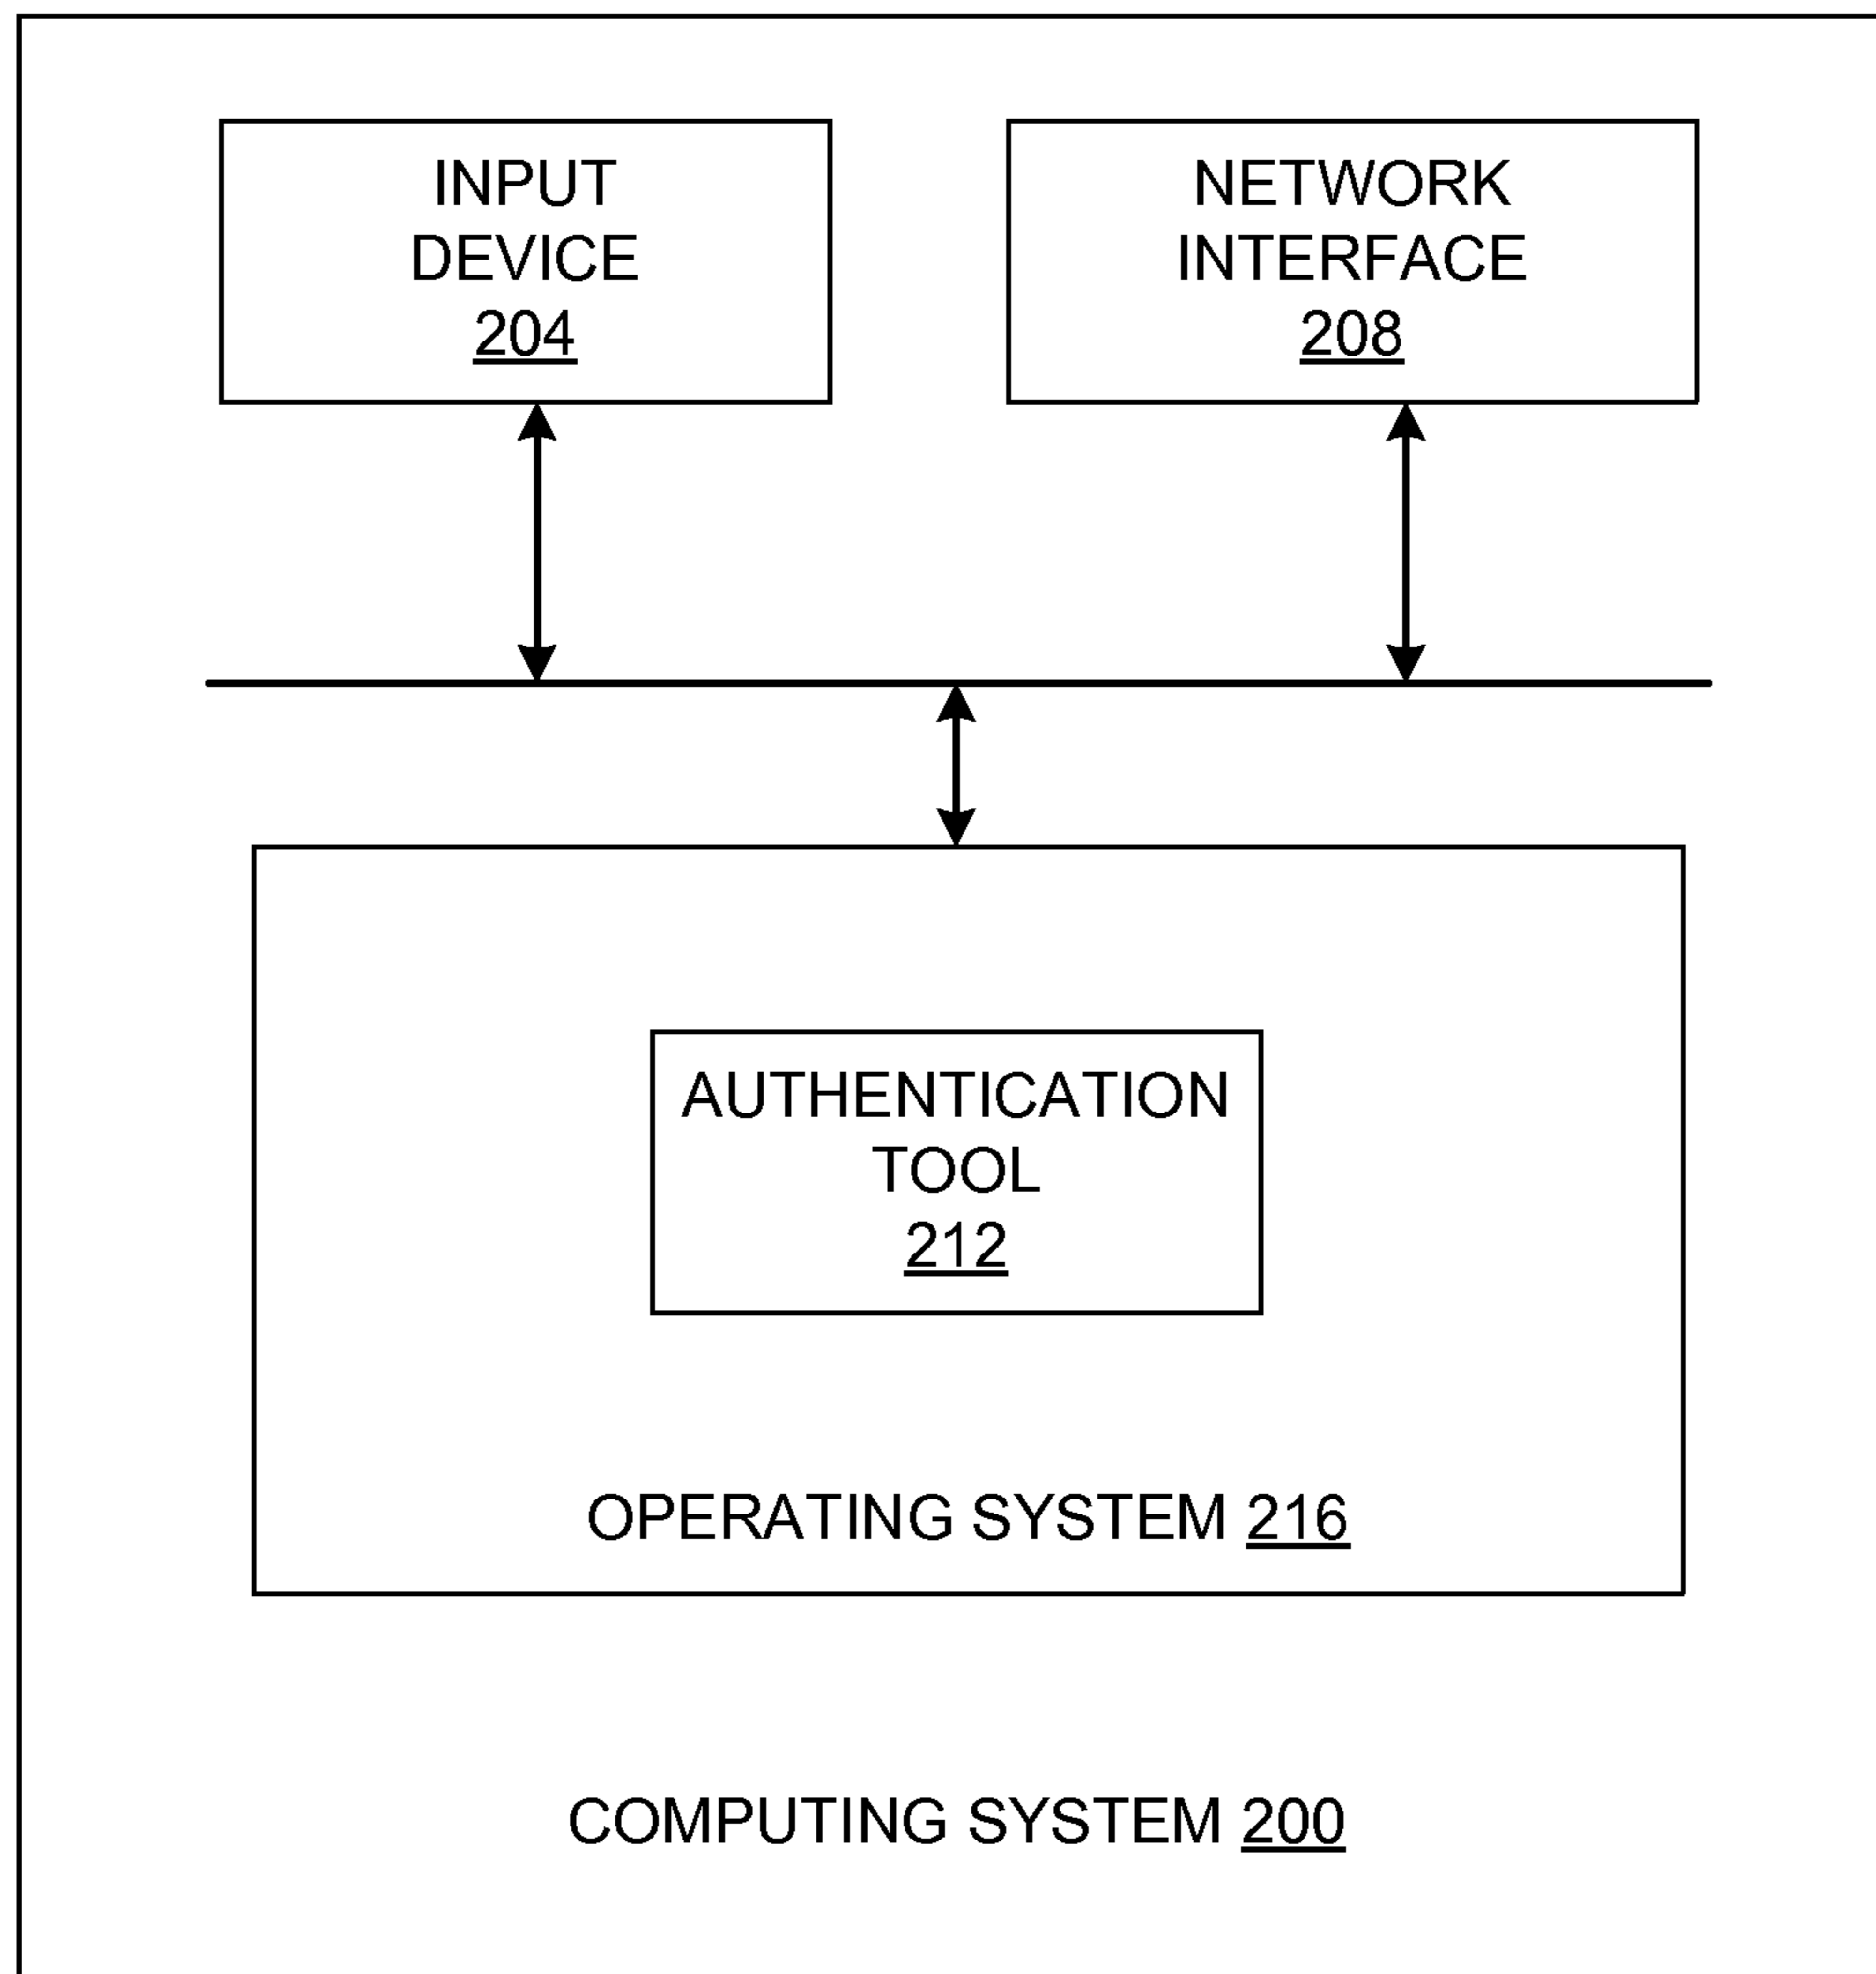 INPUT
DEVICE
204
NETWORK
INTERFACE
208
AUTHENTICATION
TOOL
212
OPERATING SYSTEM 216
COMPUTING SYSTEM 200